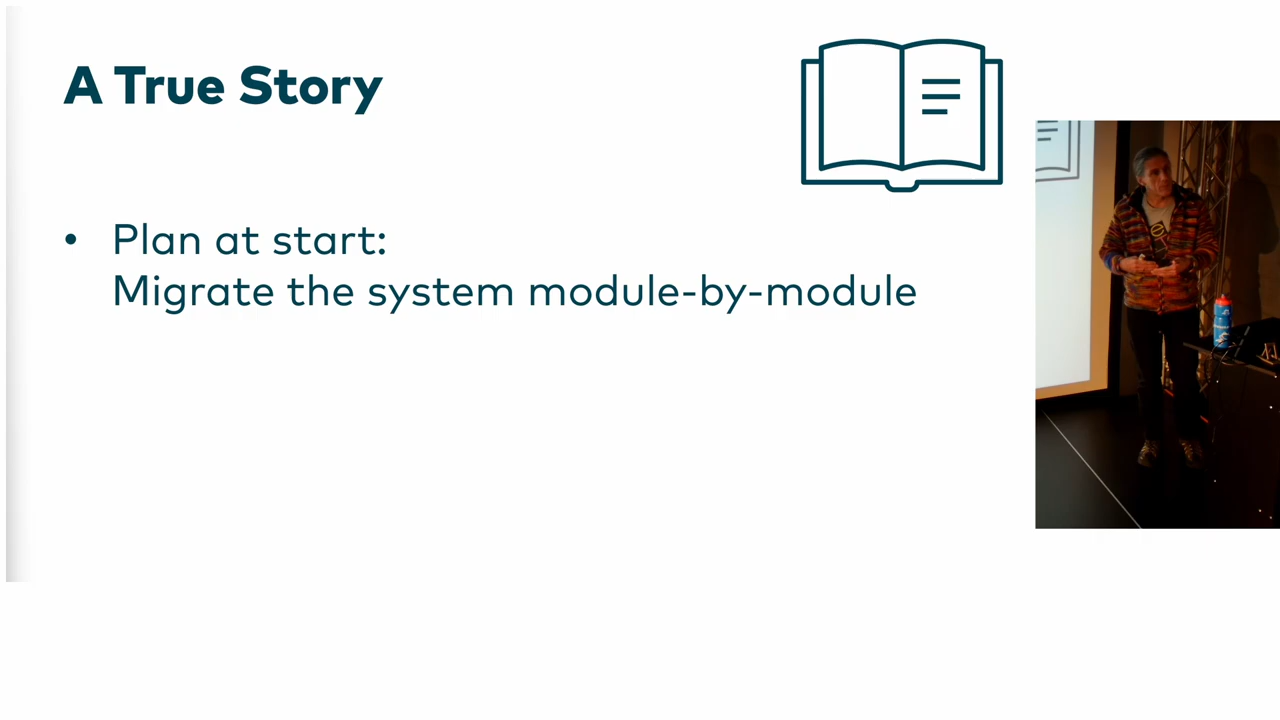 A True Story
• Plan at start:
Migrate the system module-by-module